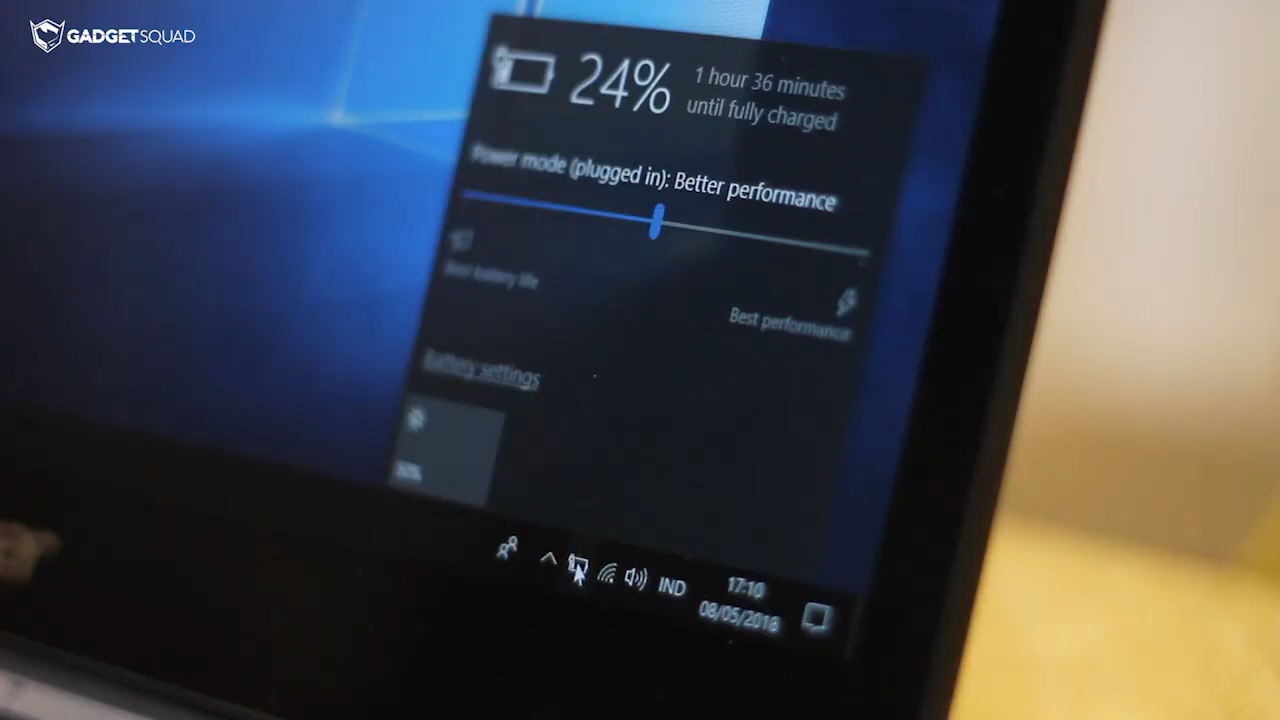 GADGETSQUAD
24%
1 hour 36 minutes
until fully charged
Power mode (plugged in): Better performance
Best battery life
Best performance
Battery settings
IND
17:10
08/05/2018